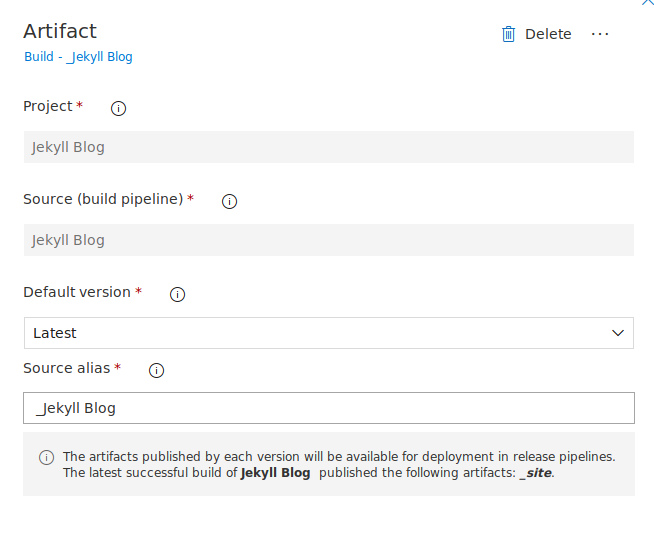 Artifact
Delete ...
Build - _Jekyll Blog
Project *
Jekyll Blog
Source (build pipeline) *
Jekyll Blog
Default version *
Latest
Source alias *
_Jekyll Blog
The artifacts published by each version will be available for deployment in release pipelines.
The latest successful build of Jekyll Blog published the following artifacts: _site.